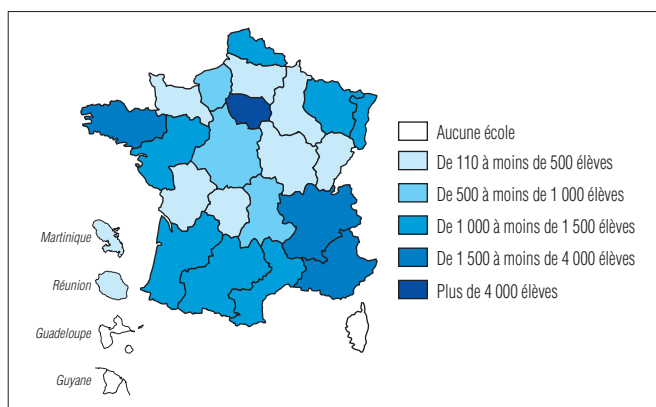 Aucune école
De 110 à moins de 500 élèves
De 500 à moins de 1 000 élèves
De 1 000 à moins de 1 500 élèves
De 1 500 à moins de 4 000 élèves
Plus de 4 000 élèves
Martinique
Réunion
Guadeloupe
Guyane